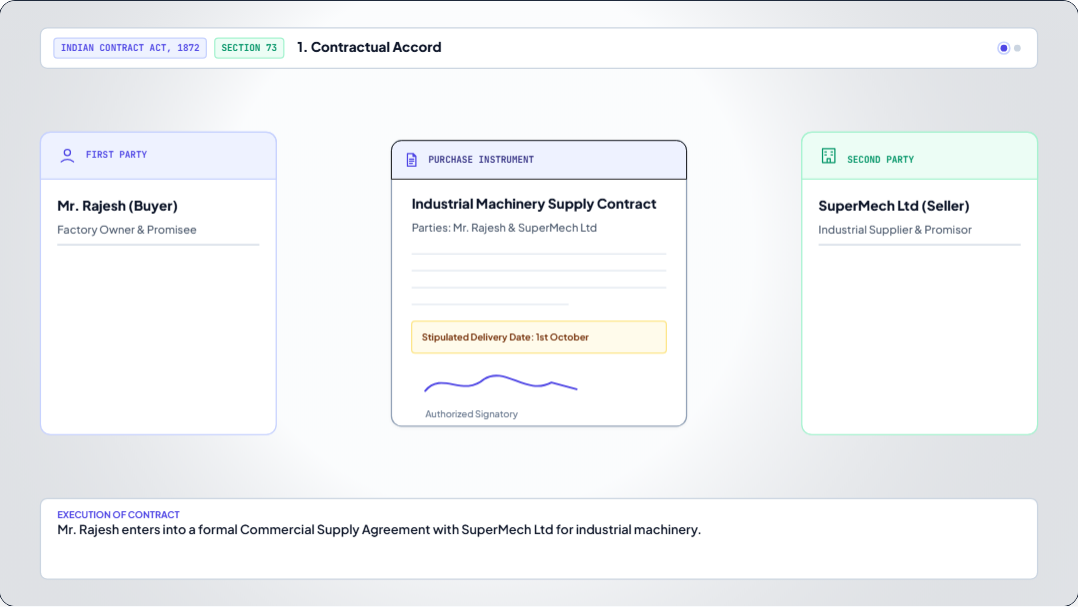 INDIAN CONTRACT ACT, 1872
SECTION 73
1. Contractual Accord
FIRST PARTY
Mr. Rajesh (Buyer)
Factory Owner & Promisee
PURCHASE INSTRUMENT
Industrial Machinery Supply Contract
Parties: Mr. Rajesh & SuperMech Ltd
Stipulated Delivery Date: 1st October
Authorized Signatory
SECOND PARTY
SuperMech Ltd (Seller)
Industrial Supplier & Promisor
EXECUTION OF CONTRACT
Mr. Rajesh enters into a formal Commercial Supply Agreement with SuperMech Ltd for industrial machinery.